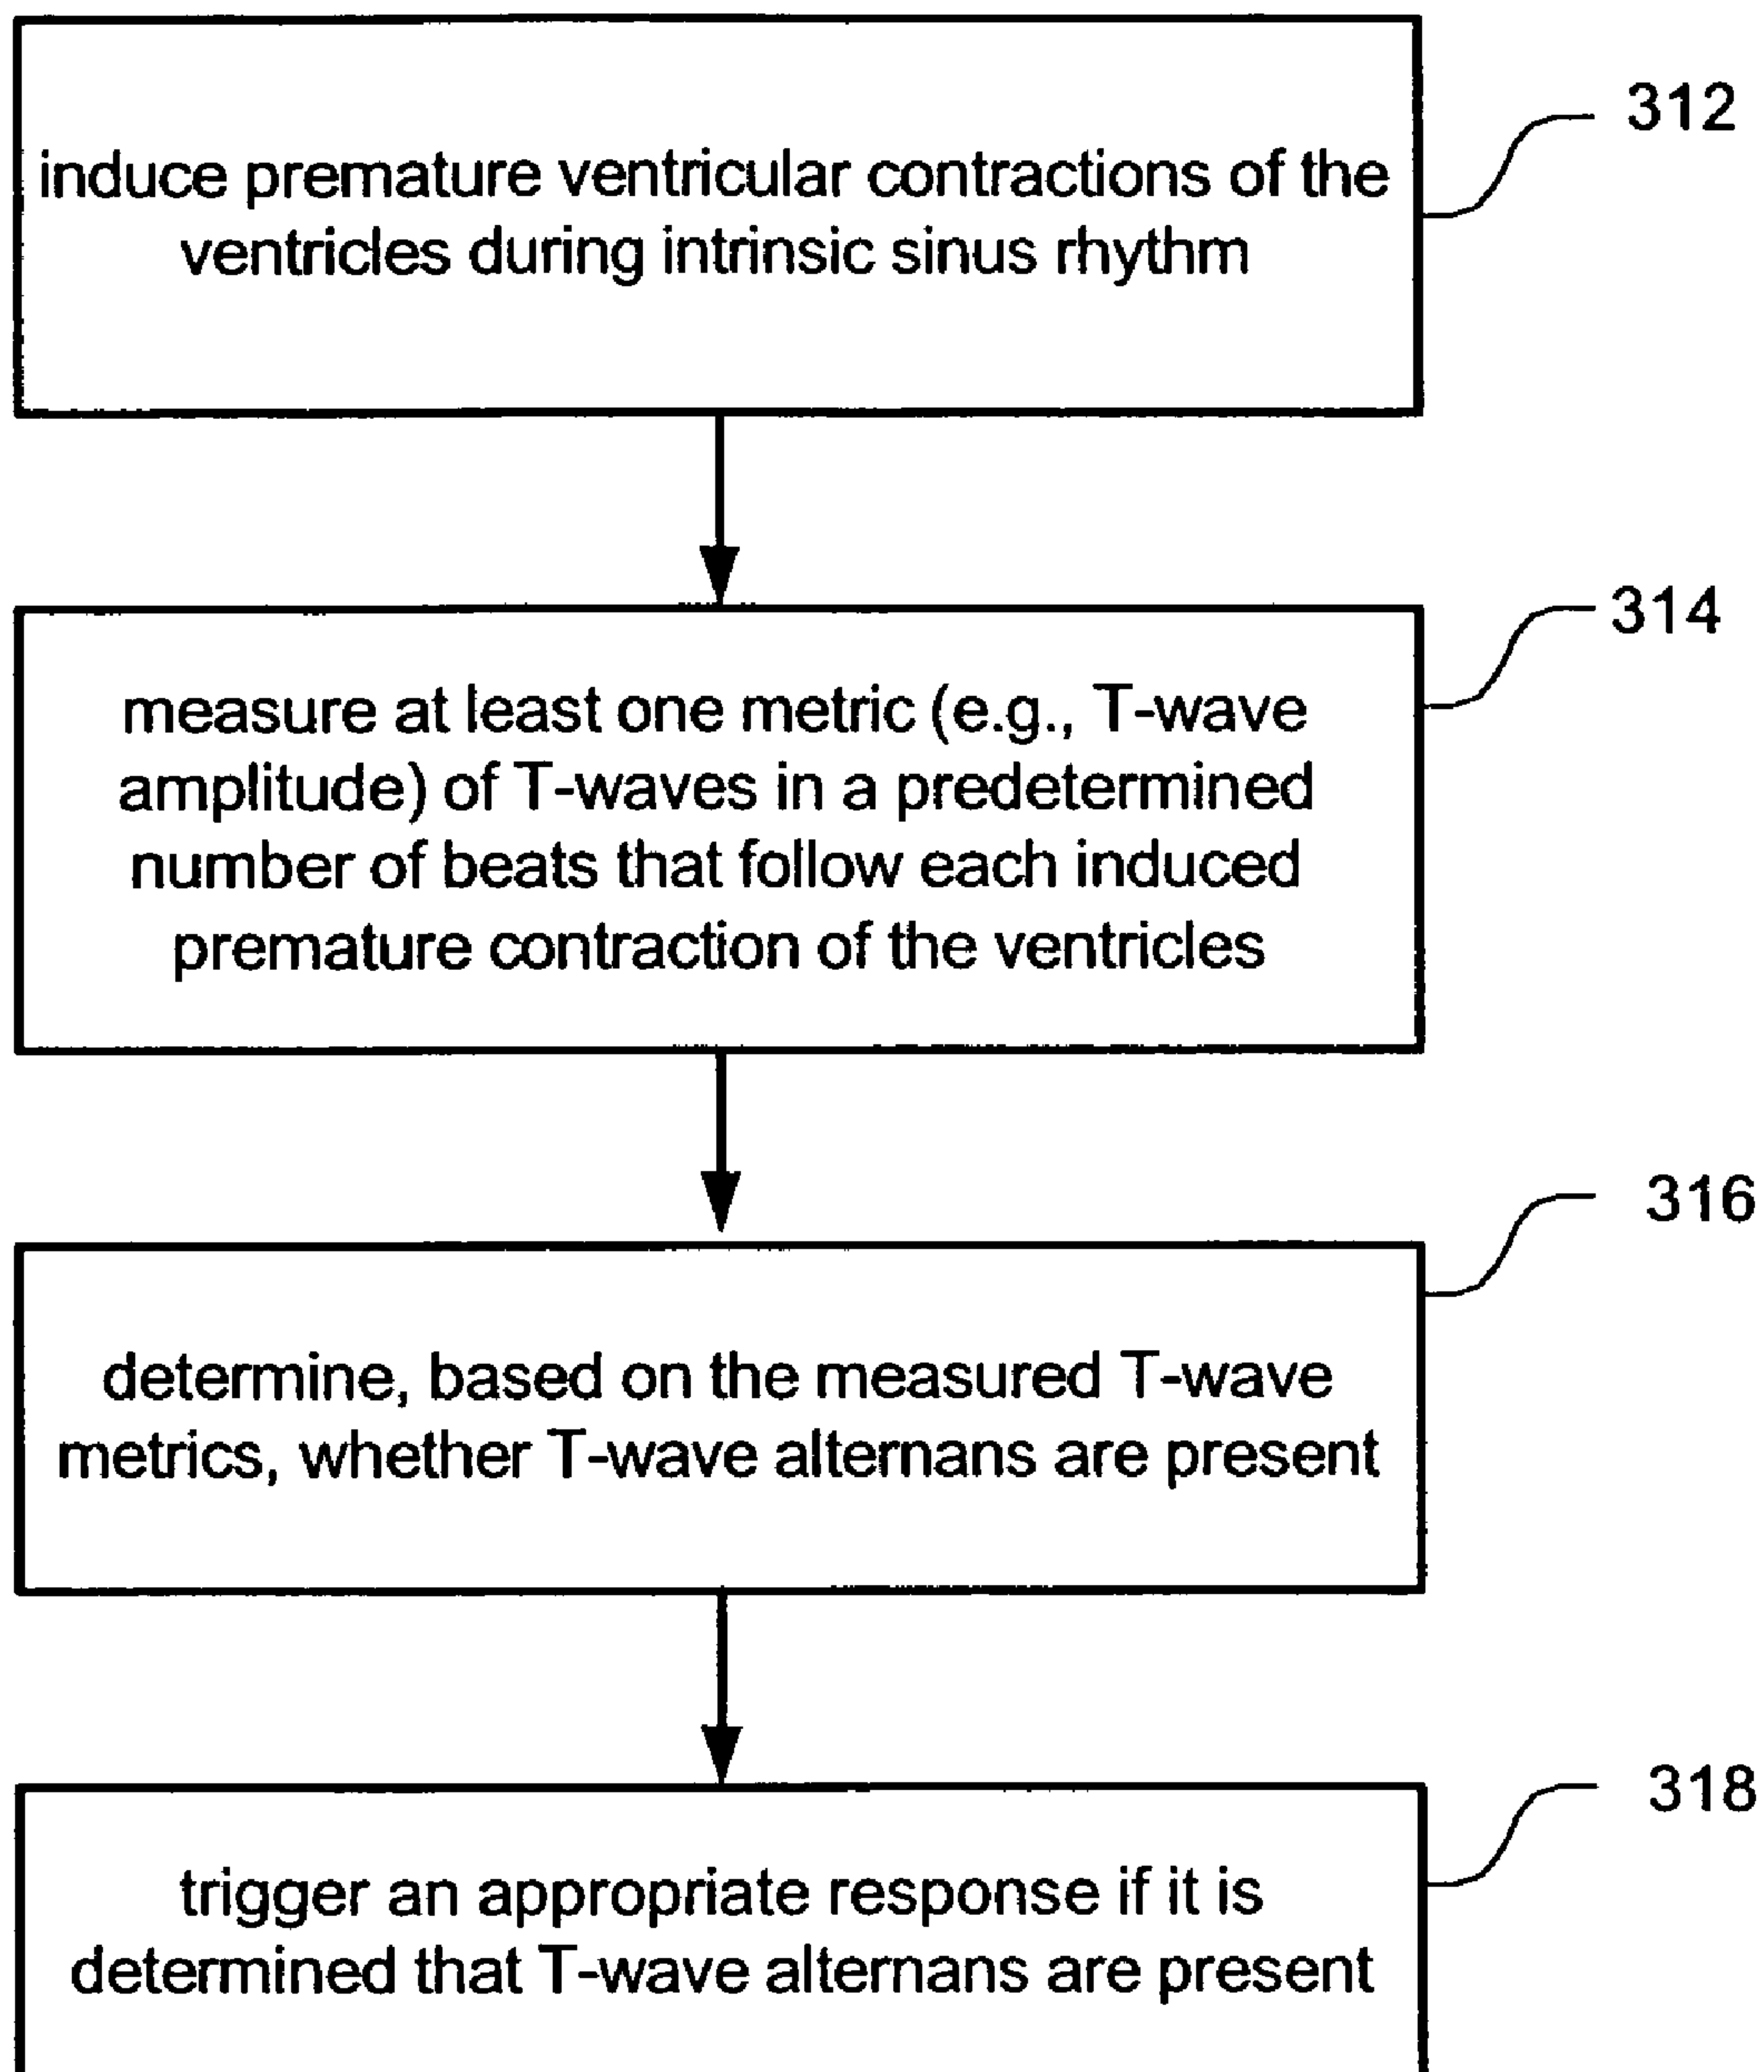 312
induce premature ventricular contractions of the
ventricles during intrinsic sinus rhythm
314
measure at least one metric (e.g., T-wave
amplitude) of T-waves in a predetermined
number of beats that follow each induced
premature contraction of the ventricles
316
determine, based on the measured T-wave
metrics, whether T-wave alternans are present
318
trigger an appropriate response if it is
determined that T-wave alternans are present